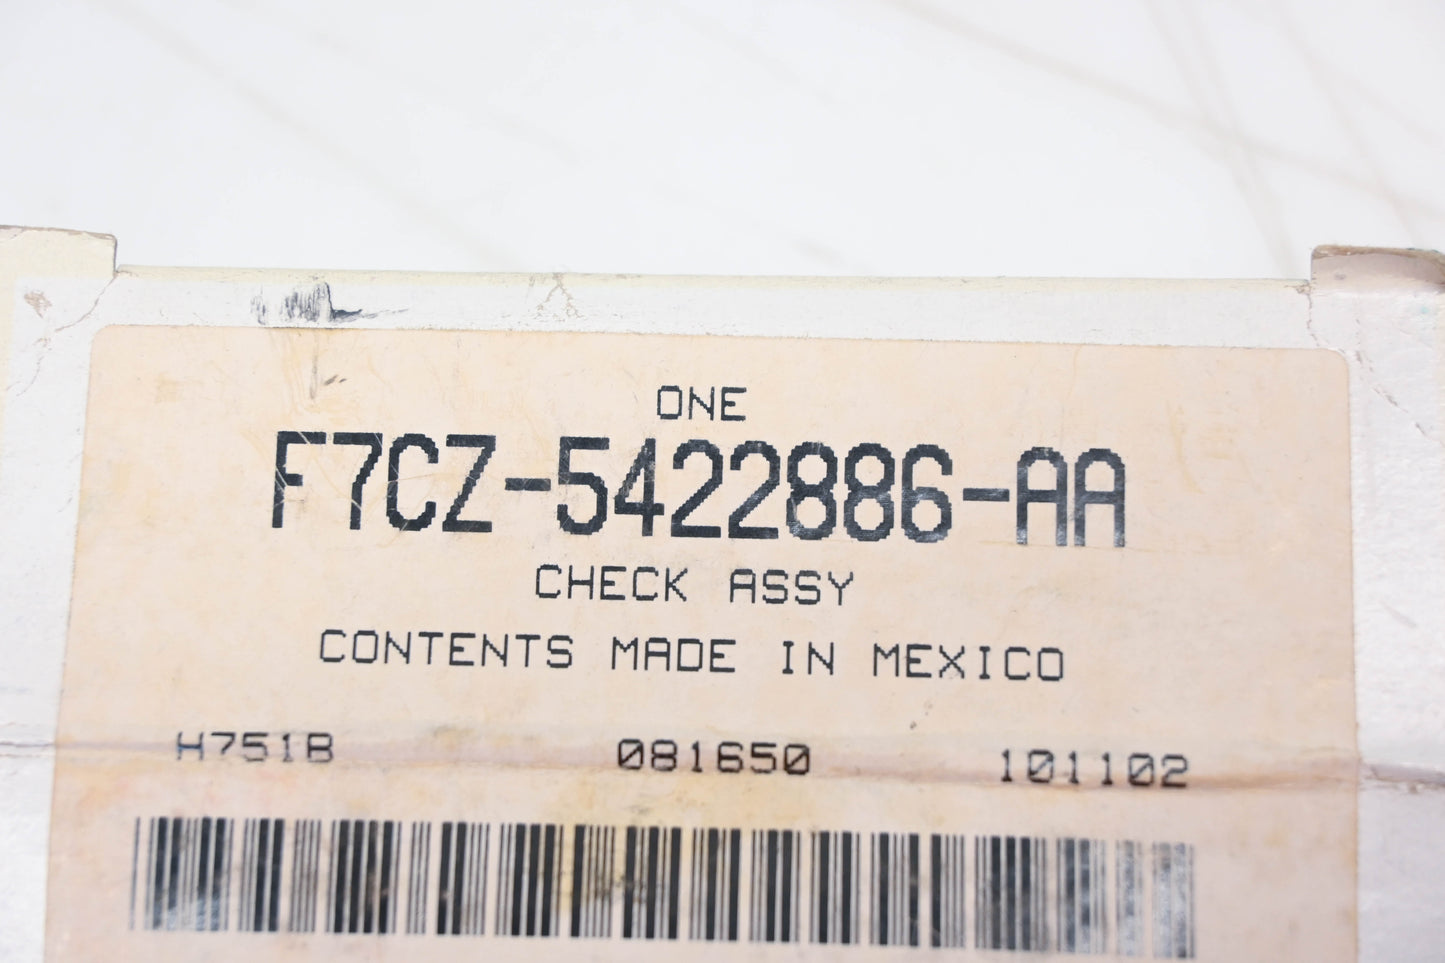 ONE
F7CZ-5422886-AA
CHECK ASSY
CONTENTS MADE IN MEXICO
H751B 081650 101102